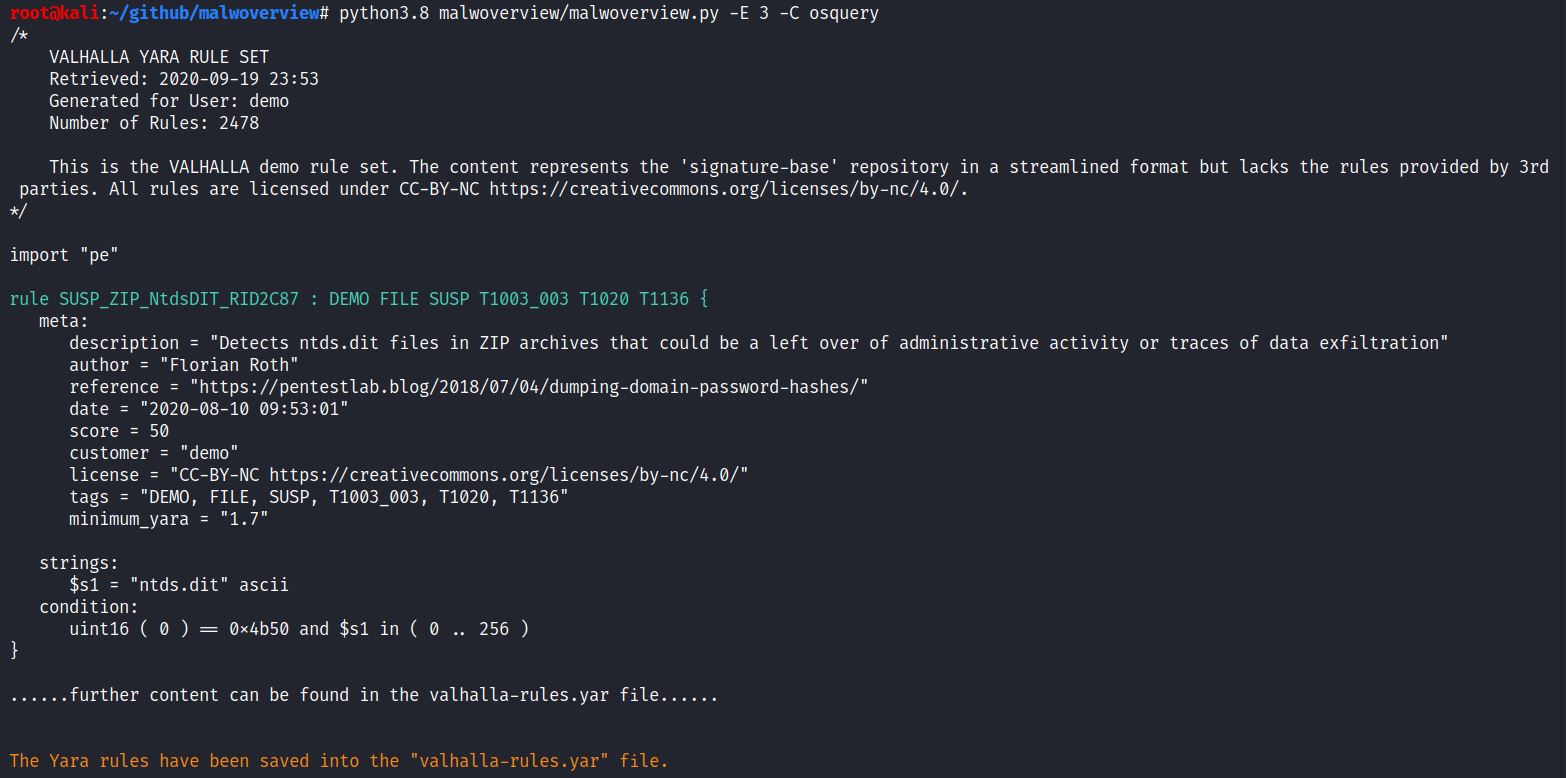 root@kali:~/github/malwoverview# python3.8 malwoverview/malwoverview.py -E 3 -C osquery
/*
    VALHALLA YARA RULE SET
    Retrieved: 2020-09-19 23:53
    Generated for User: demo
    Number of Rules: 2478

    This is the VALHALLA demo rule set. The content represents the 'signature-base' repository in a streamlined format but lacks the rules provided by 3rd
 parties. All rules are licensed under CC-BY-NC https://creativecommons.org/licenses/by-nc/4.0/.
*/

import "pe"

rule SUSP_ZIP_NtdsDIT_RID2C87 : DEMO FILE SUSP T1003_003 T1020 T1136 {
   meta:
      description = "Detects ntds.dit files in ZIP archives that could be a left over of administrative activity or traces of data exfiltration"
      author = "Florian Roth"
      reference = "https://pentestlab.blog/2018/07/04/dumping-domain-password-hashes/"
      date = "2020-08-10 09:53:01"
      score = 50
      customer = "demo"
      license = "CC-BY-NC https://creativecommons.org/licenses/by-nc/4.0/"
      tags = "DEMO, FILE, SUSP, T1003_003, T1020, T1136"
      minimum_yara = "1.7"

   strings:
      $s1 = "ntds.dit" ascii
   condition:
      uint16 ( 0 ) == 0x4b50 and $s1 in ( 0 .. 256 )
}

......further content can be found in the valhalla-rules.yar file......

The Yara rules have been saved into the "valhalla-rules.yar" file.